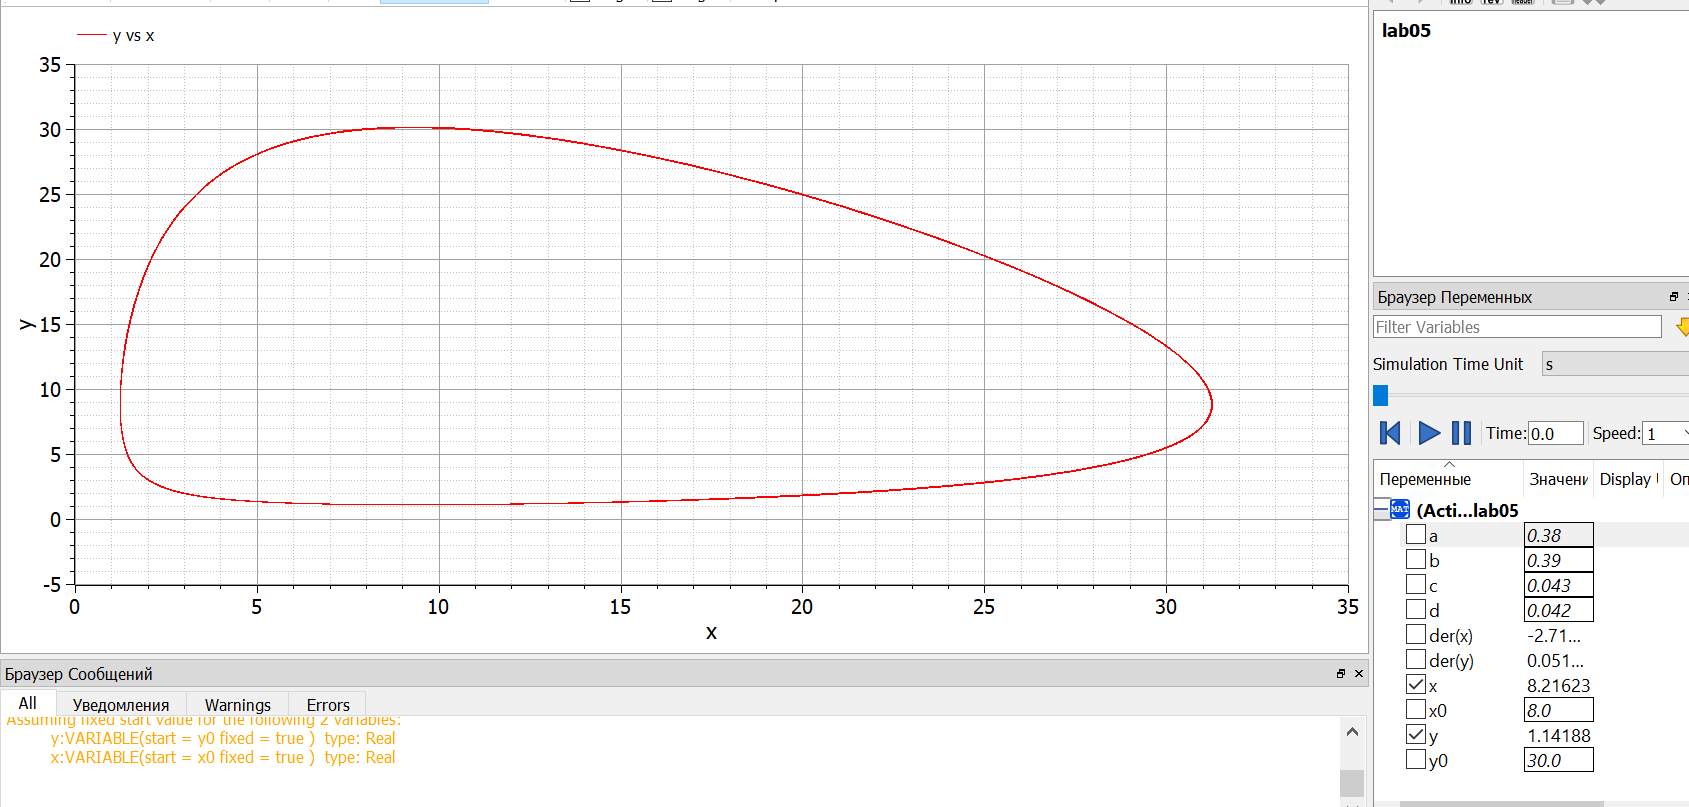 y vs x
35
30
25
20
15
10
5
0
-5
y
0 5 10 15 20 25 30 35
x
Браузер Сообщений
All Уведомления Warnings Errors
Assuming fixed start value for the following 2 variables:
y:VARIABLE(start = y0 fixed = true ) type: Real
x:VARIABLE(start = x0 fixed = true ) type: Real
lab05
Браузер Переменных
Filter Variables
Simulation Time Unit s
Time: 0.0 Speed: 1
Переменные Значени Display Оп
MAT (Acti...lab05
a 0.38
b 0.39
c 0.043
d 0.042
der(x) -2.71...
der(y) 0.051...
x 8.21623
x0 8.0
y 1.14188
y0 30.0